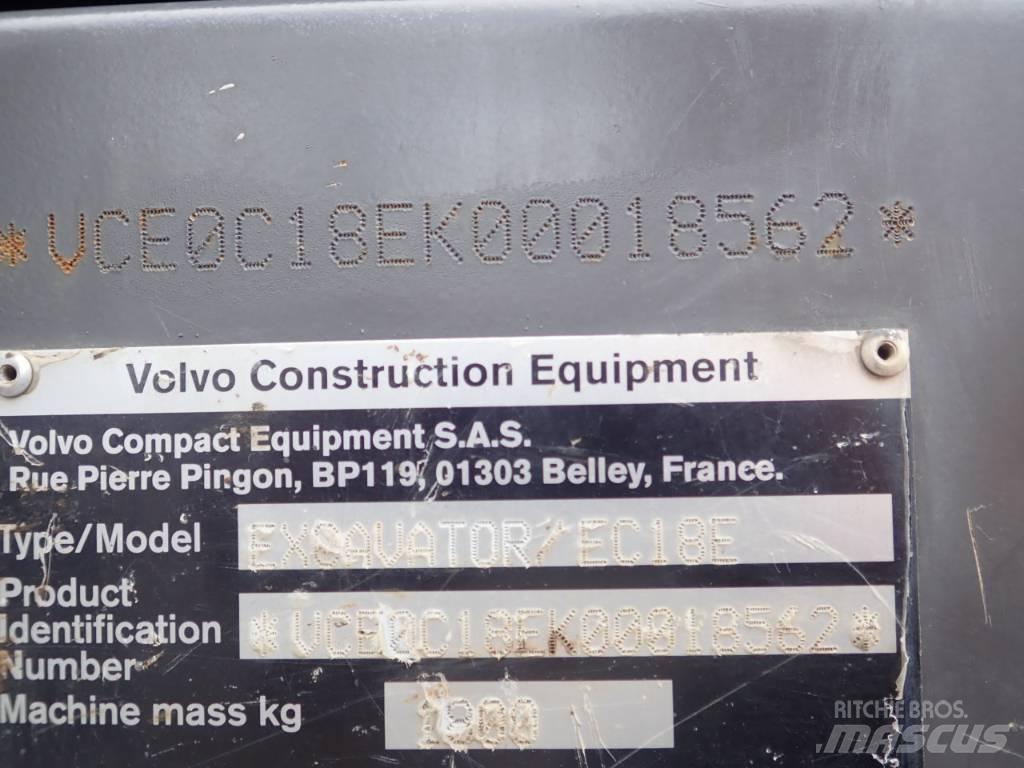 *VCE0C18EK00018562*
Volvo Construction Equipment
Volvo Compact Equipment S.A.S.
Rue Pierre Pingon, BP119, 01303 Belley, France.
Type/Model EXCAVATOR/EC18E
Product
Identification *VCE0C18EK00018562*
Number
Machine mass kg
RITCHIE BROS.
MASCUS